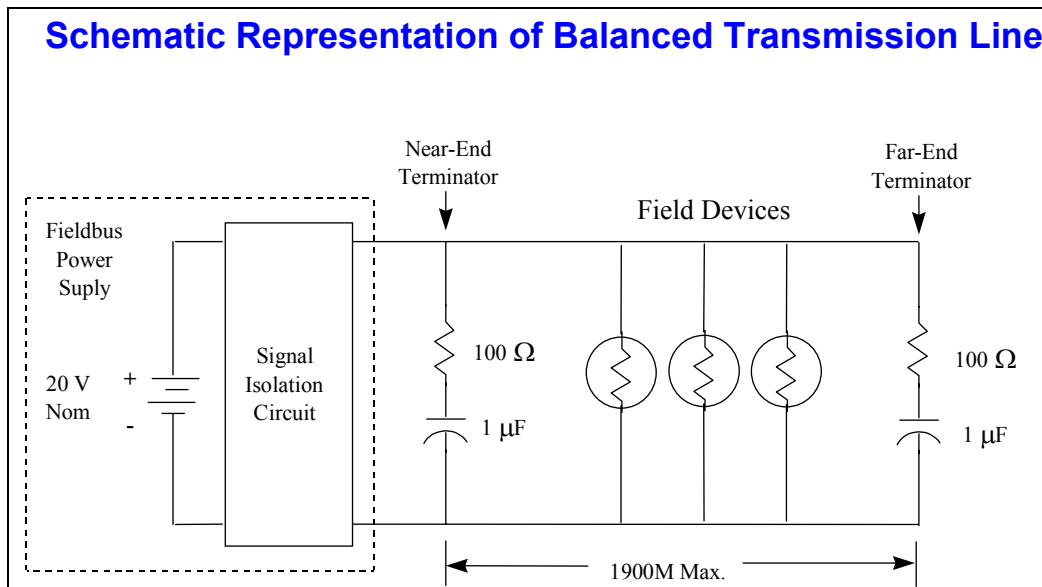 Schematic Representation of Balanced Transmission Line
Near-End
Terminator
Far-End
Terminator
Field Devices
Fieldbus
Power
Suply
100 Ω
100 Ω
Signal
Isolation
Circuit
20 V
Nom
+
-
1 μF
1 μF
1900M Max.